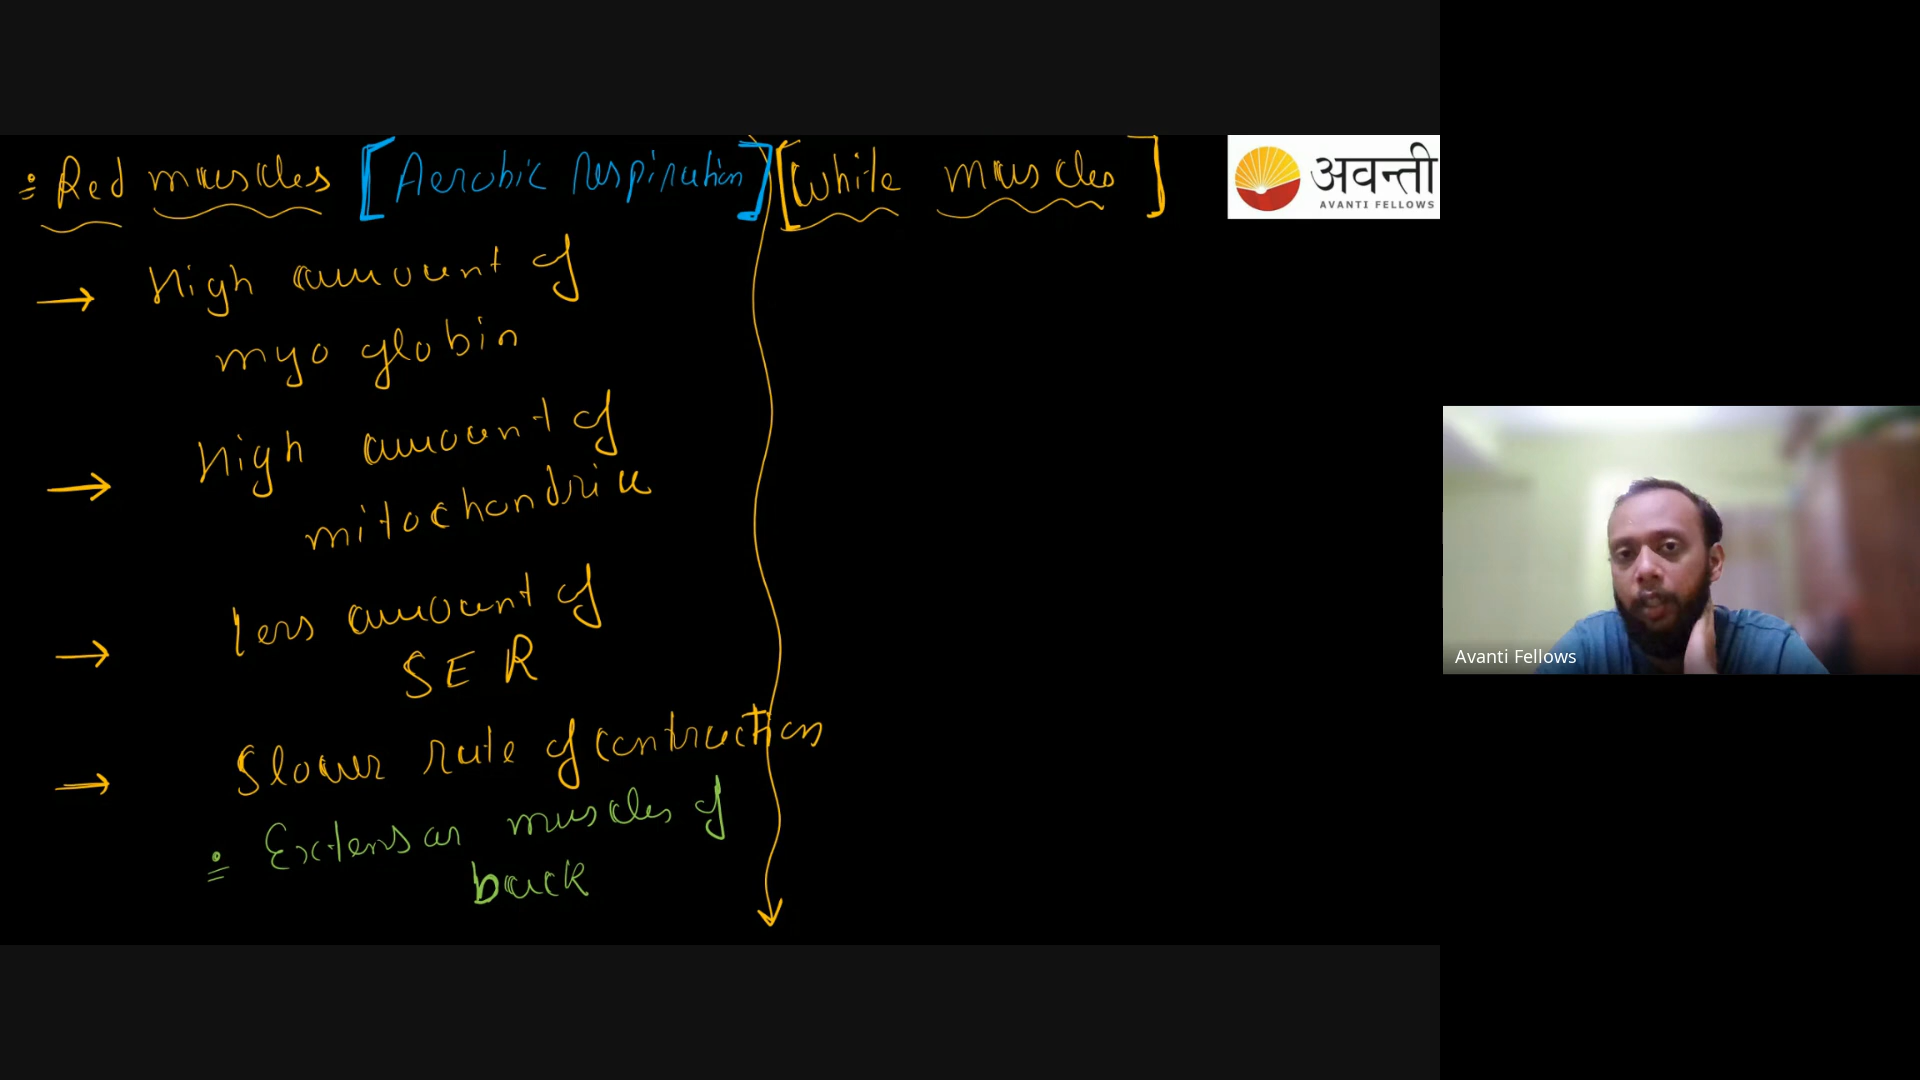 Red muscles [Aerobic Respiration] [White muscles]
→ High amount of
myoglobin
→ High amount of
mitochondria
→ less amount of
SER
→ Slower rate of contraction
Extensor muscles of
back
अवन्ती
AVANTI FELLOWS
Avanti Fellows